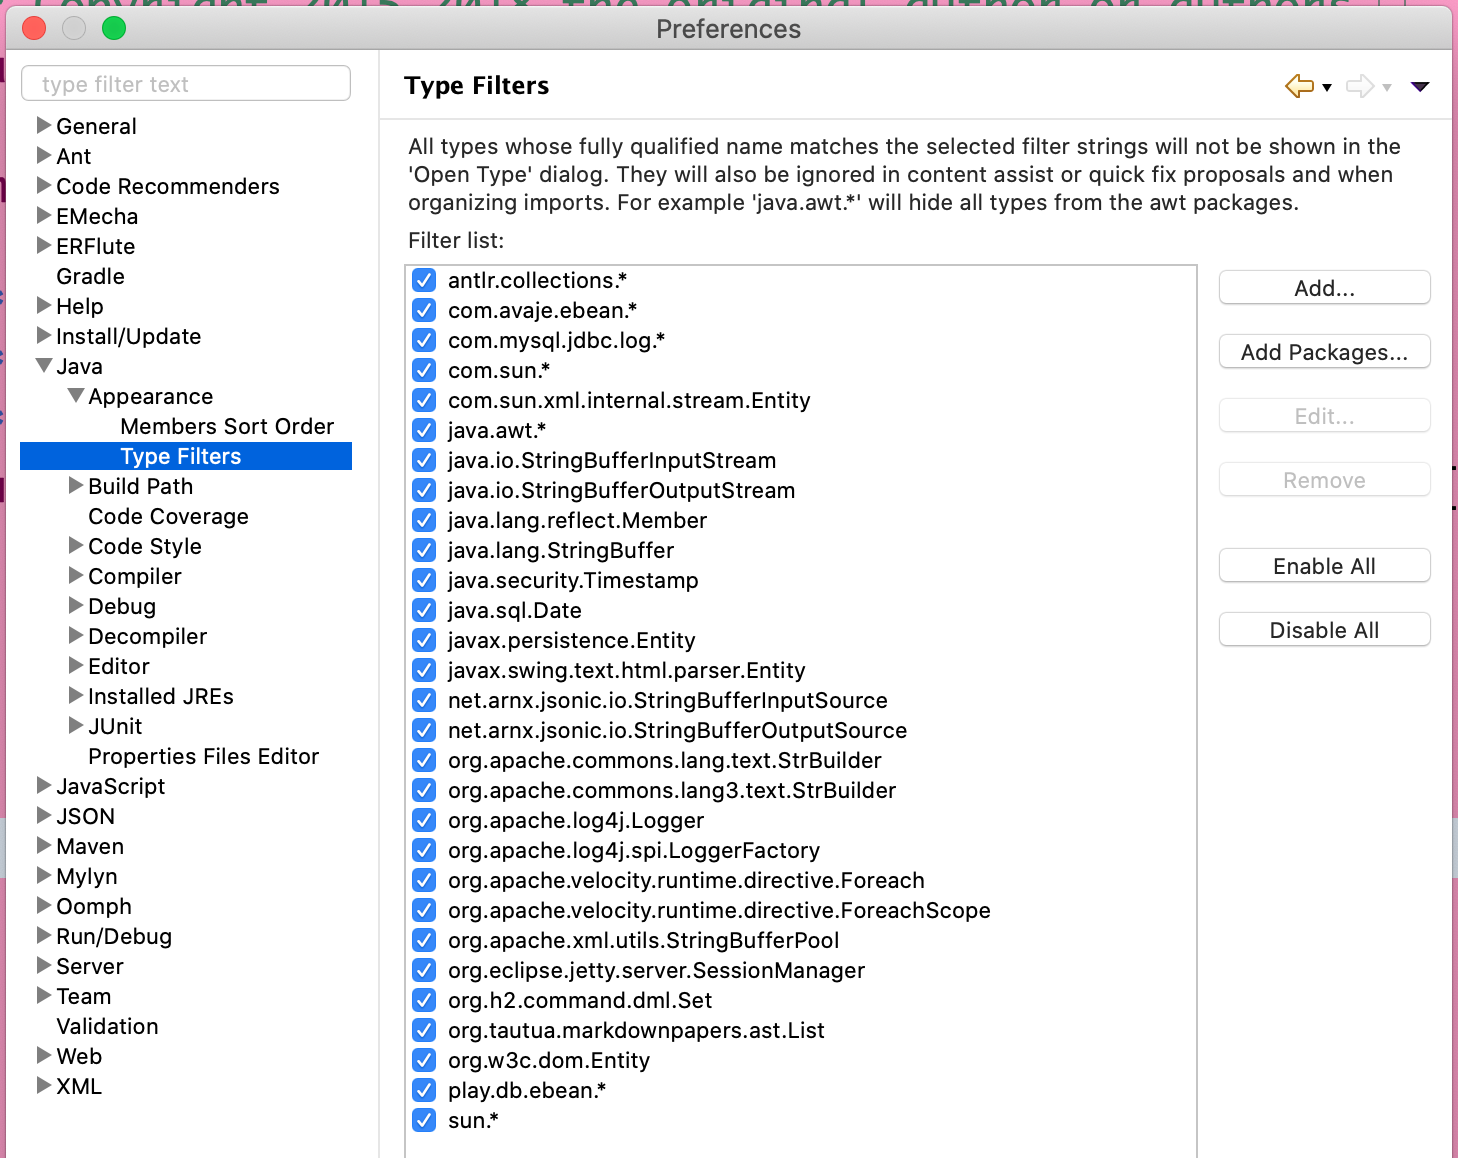 Copyright 2015-2018 the original author or authors.
Preferences
type filter text
General
Ant
Code Recommenders
EMecha
ERFlute
Gradle
Help
Install/Update
Java
Appearance
Members Sort Order
Type Filters
Build Path
Code Coverage
Code Style
Compiler
Debug
Decompiler
Editor
Installed JREs
JUnit
Properties Files Editor
JavaScript
JSON
Maven
Mylyn
Oomph
Run/Debug
Server
Team
Validation
Web
XML
Type Filters
All types whose fully qualified name matches the selected filter strings will not be shown in the
'Open Type' dialog. They will also be ignored in content assist or quick fix proposals and when
organizing imports. For example 'java.awt.*' will hide all types from the awt packages.
Filter list:
antlr.collections.*
com.avaje.ebean.*
com.mysql.jdbc.log.*
com.sun.*
com.sun.xml.internal.stream.Entity
java.awt.*
java.io.StringBufferInputStream
java.io.StringBufferOutputStream
java.lang.reflect.Member
java.lang.StringBuffer
java.security.Timestamp
java.sql.Date
javax.persistence.Entity
javax.swing.text.html.parser.Entity
net.arnx.jsonic.io.StringBufferInputSource
net.arnx.jsonic.io.StringBufferOutputSource
org.apache.commons.lang.text.StrBuilder
org.apache.commons.lang3.text.StrBuilder
org.apache.log4j.Logger
org.apache.log4j.spi.LoggerFactory
org.apache.velocity.runtime.directive.Foreach
org.apache.velocity.runtime.directive.ForeachScope
org.apache.xml.utils.StringBufferPool
org.eclipse.jetty.server.SessionManager
org.h2.command.dml.Set
org.tautua.markdownpapers.ast.List
org.w3c.dom.Entity
play.db.ebean.*
sun.*
Add...
Add Packages...
Edit...
Remove
Enable All
Disable All